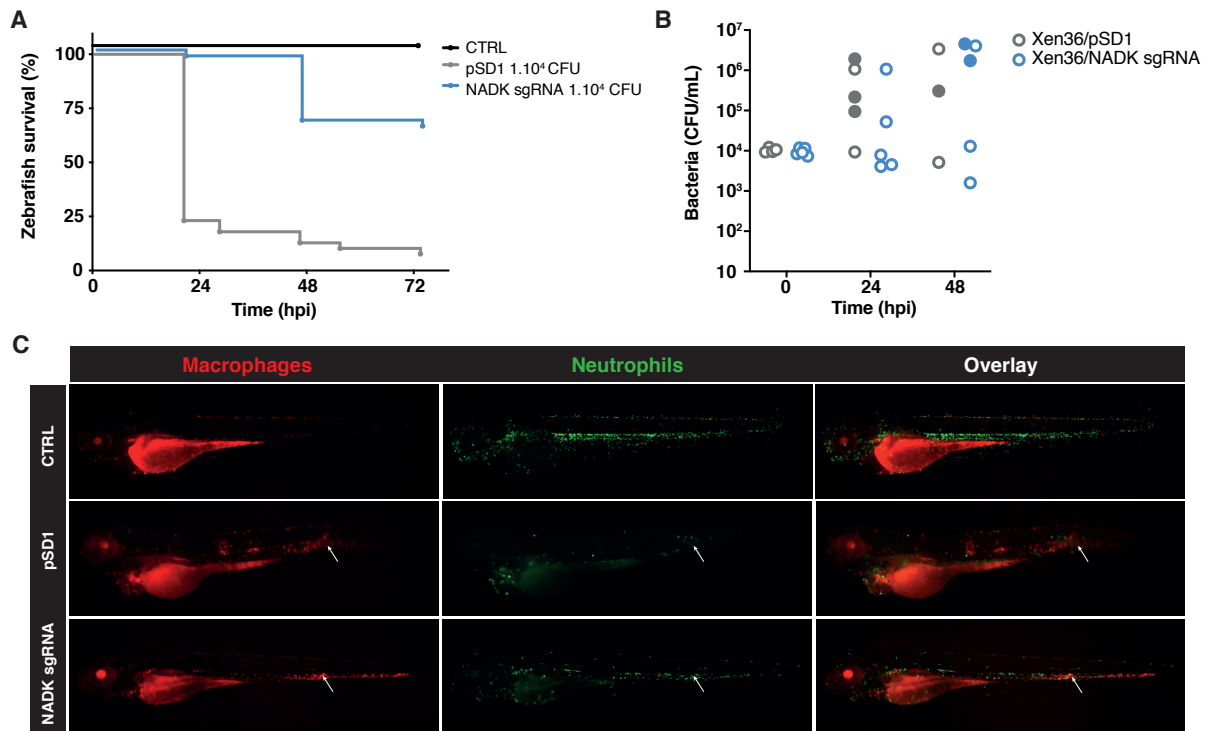 A
Zebrafish survival (%)
100
75
50
25
0
0 24 48 72
Time (hpi)
CTRL
pSD1 1.10⁴ CFU
NADK sgRNA 1.10⁴ CFU
B
Bacteria (CFU/mL)
10⁷
10⁶
10⁵
10⁴
10³
10²
10
0 24 48
Time (hpi)
Xen36/pSD1
Xen36/NADK sgRNA
C
Macrophages Neutrophils Overlay
CTRL
pSD1
NADK sgRNA